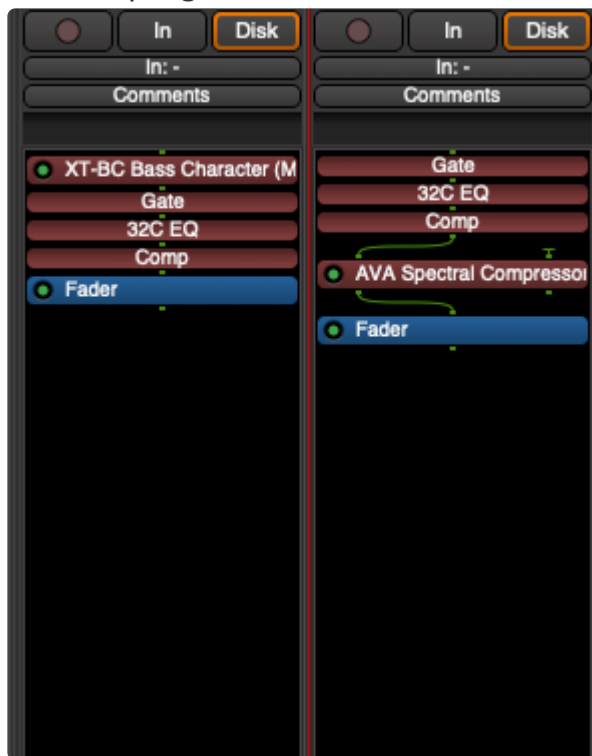 In Disk
In: -
Comments
XT-BC Bass Character (M
Gate
32C EQ
Comp
Fader
In Disk
In: -
Comments
Gate
32C EQ
Comp
AVA Spectral Compressor
Fader